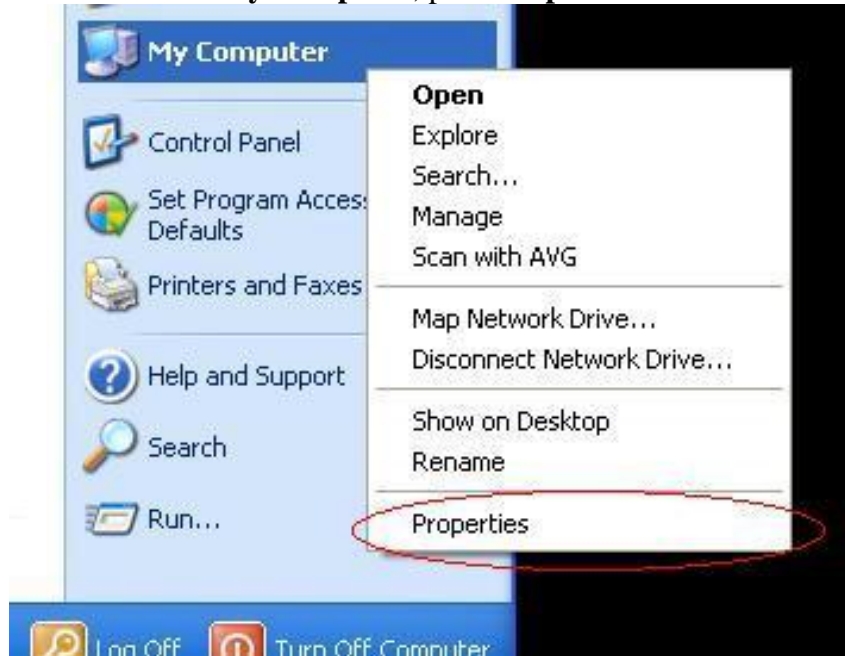 My Computer
Open
Explore
Search...
Manage
Scan with AVG
Map Network Drive...
Disconnect Network Drive...
Show on Desktop
Rename
Properties
Control Panel
Set Program Acces
Defaults
Printers and Faxes
Help and Support
Search
Run...
Log Off
Turn Off Computer